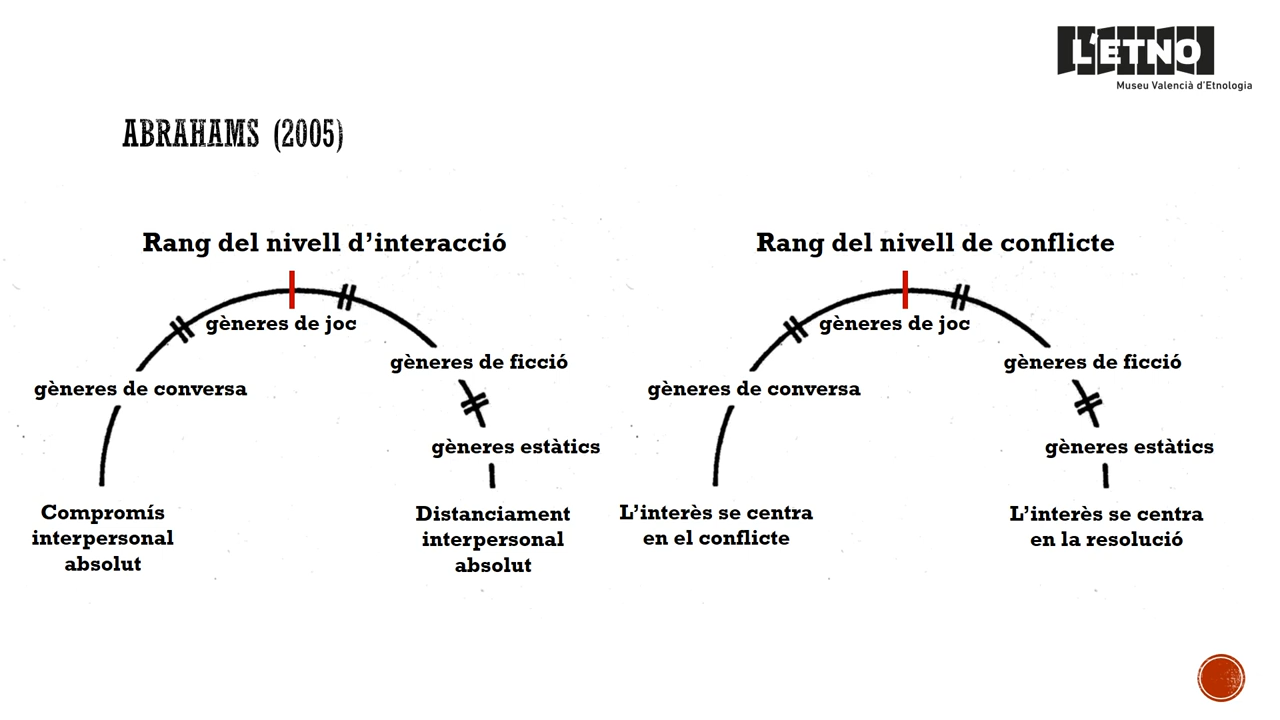 L'ETNO
Museu Valencià d'Etnologia
ABRAHAMS (2005)
Rang del nivell d’interacció
gèneres de joc
gèneres de ficció
gèneres de conversa
gèneres estàtics
Compromís
interpersonal
absolut
Distanciament
interpersonal
absolut
Rang del nivell de conflicte
gèneres de joc
gèneres de ficció
gèneres de conversa
gèneres estàtics
L’interès se centra
en el conflicte
L’interès se centra
en la resolució